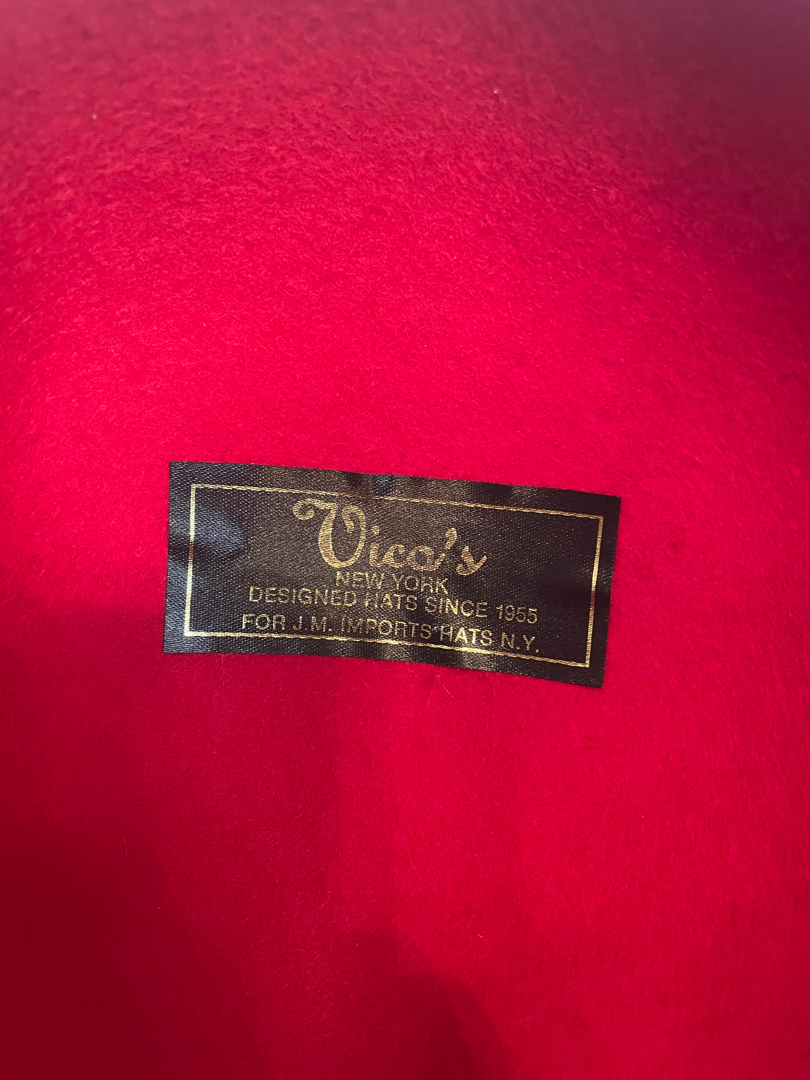 Vico's
NEW YORK
DESIGNED HATS SINCE 1955
FOR J.M. IMPORTS HATS N.Y.